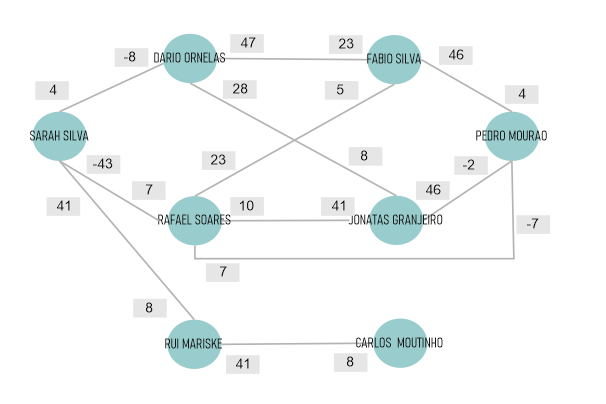 47
23
-8
DARIO ORNELAS
FABIO SILVA
46
4
28
5
4
SARAH SILVA
PEDRO MOURAO
-43
23
8
-2
7
46
41
10
41
RAFAEL SOARES
JONATAS GRANJEIRO
-7
7
8
RUI MARISKE
CARLOS MOUTINHO
41
8